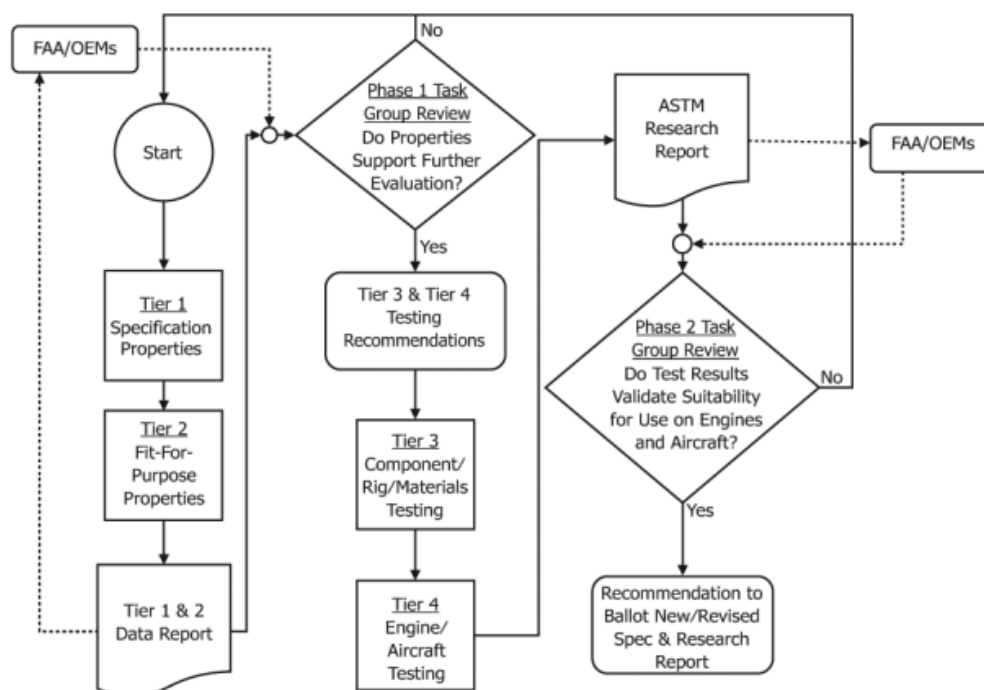 FAA/OEMs
Start
Tier 1
Specification
Properties
Tier 2
Fit-For-
Purpose
Properties
Tier 1 & 2
Data Report
No
Phase 1 Task
Group Review
Do Properties
Support Further
Evaluation?
Yes
Tier 3 & Tier 4
Testing
Recommendations
Tier 3
Component/
Rig/Materials
Testing
Tier 4
Engine/
Aircraft
Testing
ASTM
Research
Report
FAA/OEMs
Phase 2 Task
Group Review
Do Test Results
Validate Suitability
for Use on Engines
and Aircraft?
No
Yes
Recommendation to
Ballot New/Revised
Spec & Research
Report